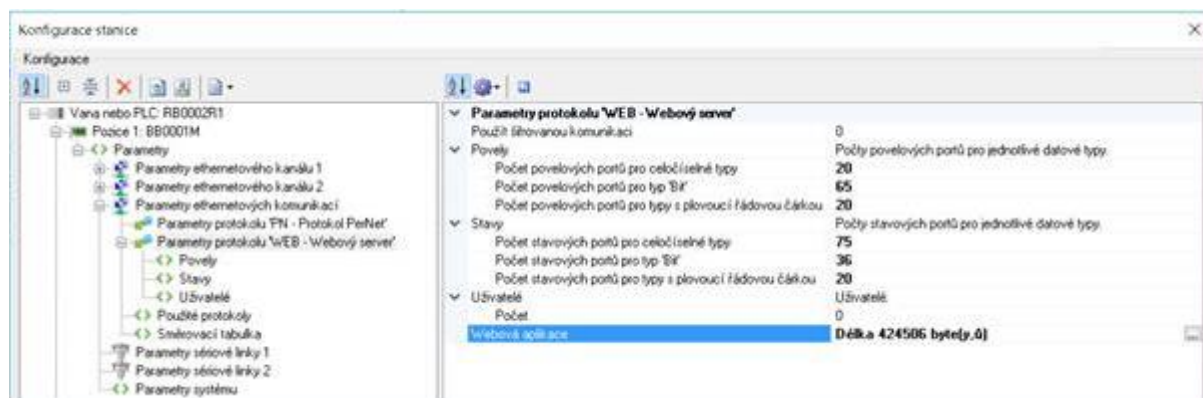 Konfigurace stanice
Konfigurace
Vana nebo PLC: RB0002R1
Pozice 1: BB0001M
Parametry
Parametry ethernetového kanálu 1
Parametry ethernetového kanálu 2
Parametry ethernetových komunikací
Parametry protokolu 'PN - Protokol PerNet'
Parametry protokolu 'WEB - Webový server'
Povely
Stavy
Uživatelé
Použité protokoly
Směrovací tabulka
Parametry sériové linky 1
Parametry sériové linky 2
Parametry systému
Parametry protokolu 'WEB - Webový server'
Použít šifrovanou komunikaci 0
Povely Počty povelových portů pro jednotlivé datové typy.
Počet povelových portů pro celočíselné typy 20
Počet povelových portů pro typ 'Bit' 65
Počet povelových portů pro typy s plovoucí řádovou čárkou 20
Stavy Počty stavových portů pro jednotlivé datové typy.
Počet stavových portů pro celočíselné typy 75
Počet stavových portů pro typ 'Bit' 36
Počet stavových portů pro typy s plovoucí řádovou čárkou 20
Uživatelé Uživatelé.
Počet 0
Webová aplikace Délka 424506 byte(y,ů)